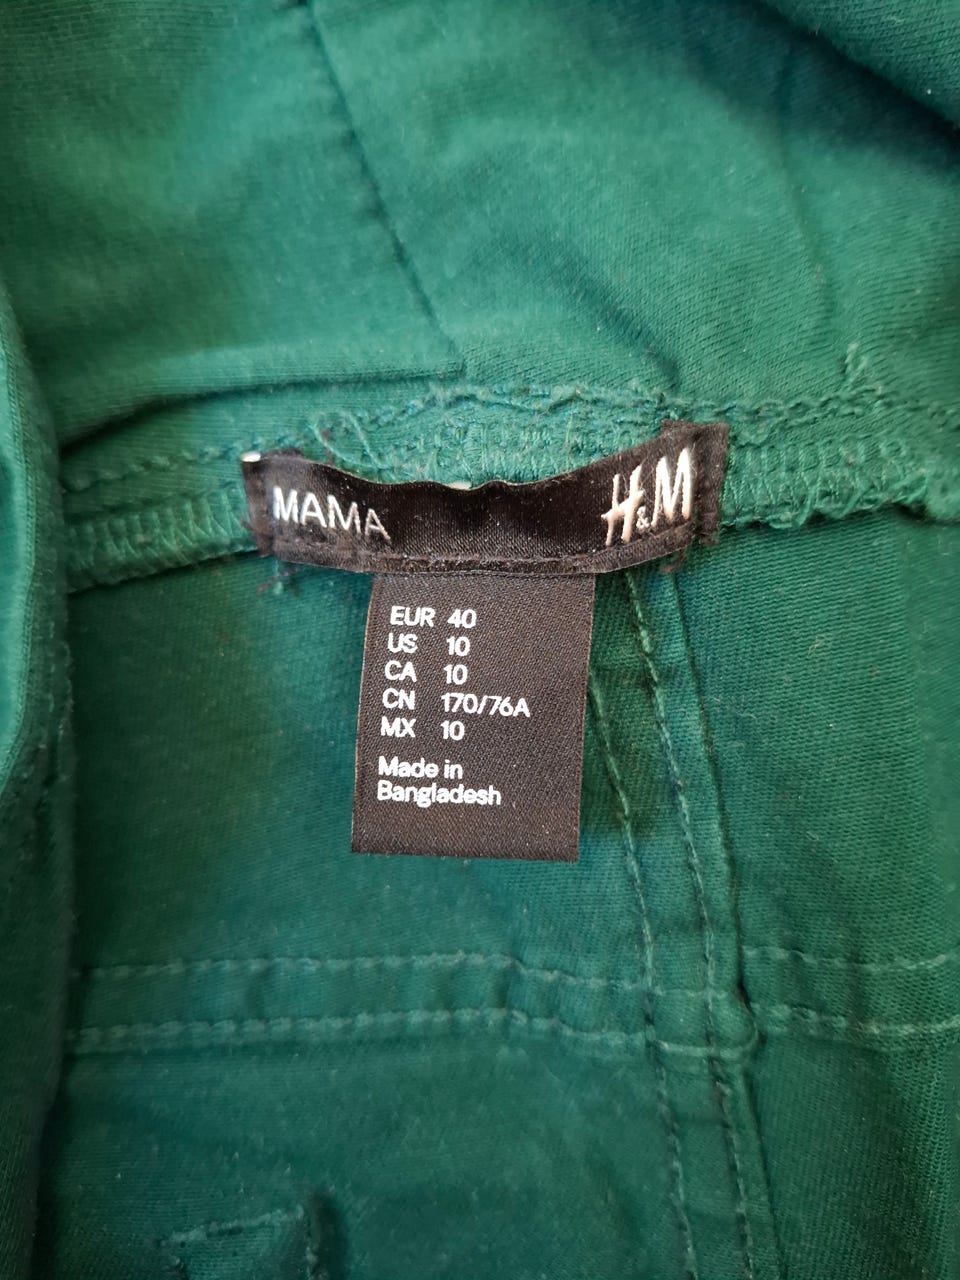 MAMA H&M
EUR 40
US 10
CA 10
CN 170/76A
MX 10
Made in
Bangladesh